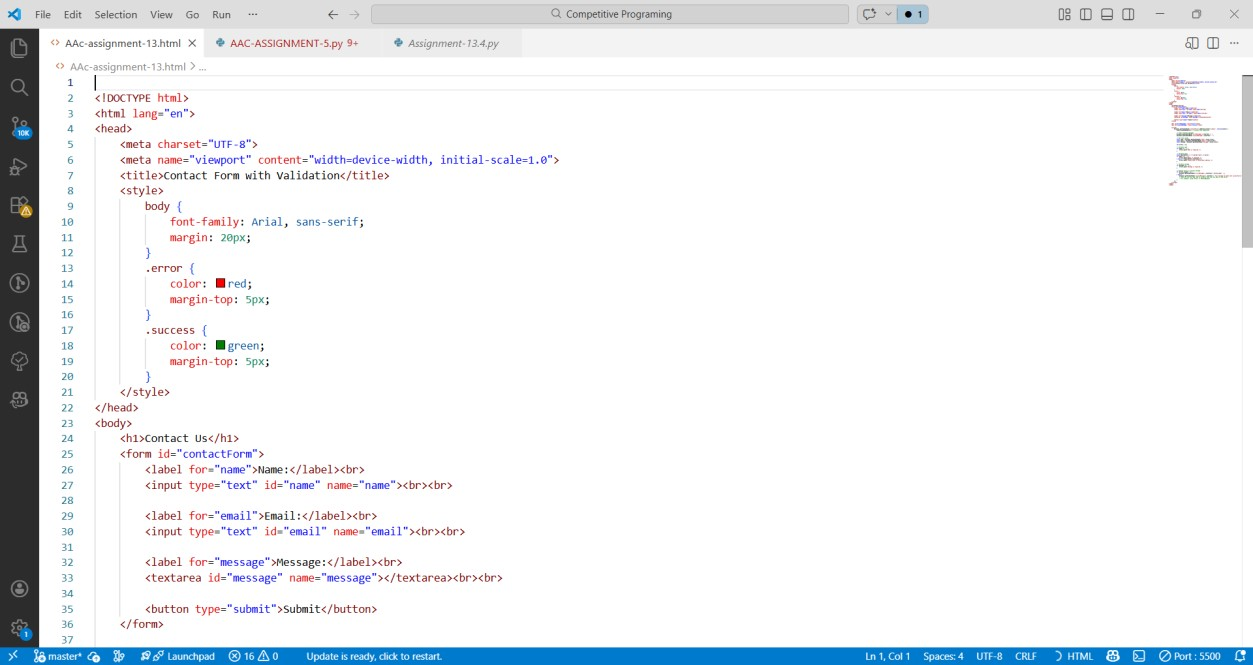 File Edit Selection View Go Run ···
Competitive Programing
1
AAc-assignment-13.html
AAC-ASSIGNMENT-5.py 9+
Assignment-13.4.py
AAc-assignment-13.html > ...
10K
1
1
2 <!DOCTYPE html>
3 <html lang="en">
4 <head>
5 <meta charset="UTF-8">
6 <meta name="viewport" content="width=device-width, initial-scale=1.0">
7 <title>Contact Form with Validation</title>
8 <style>
9 body {
10 font-family: Arial, sans-serif;
11 margin: 20px;
12 }
13 .error {
14 color: red;
15 margin-top: 5px;
16 }
17 .success {
18 color: green;
19 margin-top: 5px;
20 }
21 </style>
22 </head>
23 <body>
24 <h1>Contact Us</h1>
25 <form id="contactForm">
26 <label for="name">Name:</label><br>
27 <input type="text" id="name" name="name"><br><br>
28
29 <label for="email">Email:</label><br>
30 <input type="text" id="email" name="email"><br><br>
31
32 <label for="message">Message:</label><br>
33 <textarea id="message" name="message"></textarea><br><br>
34
35 <button type="submit">Submit</button>
36 </form>
37
master* Launchpad 16 0 Update is ready, click to restart. Ln 1, Col 1 Spaces: 4 UTF-8 CRLF HTML Port : 5500